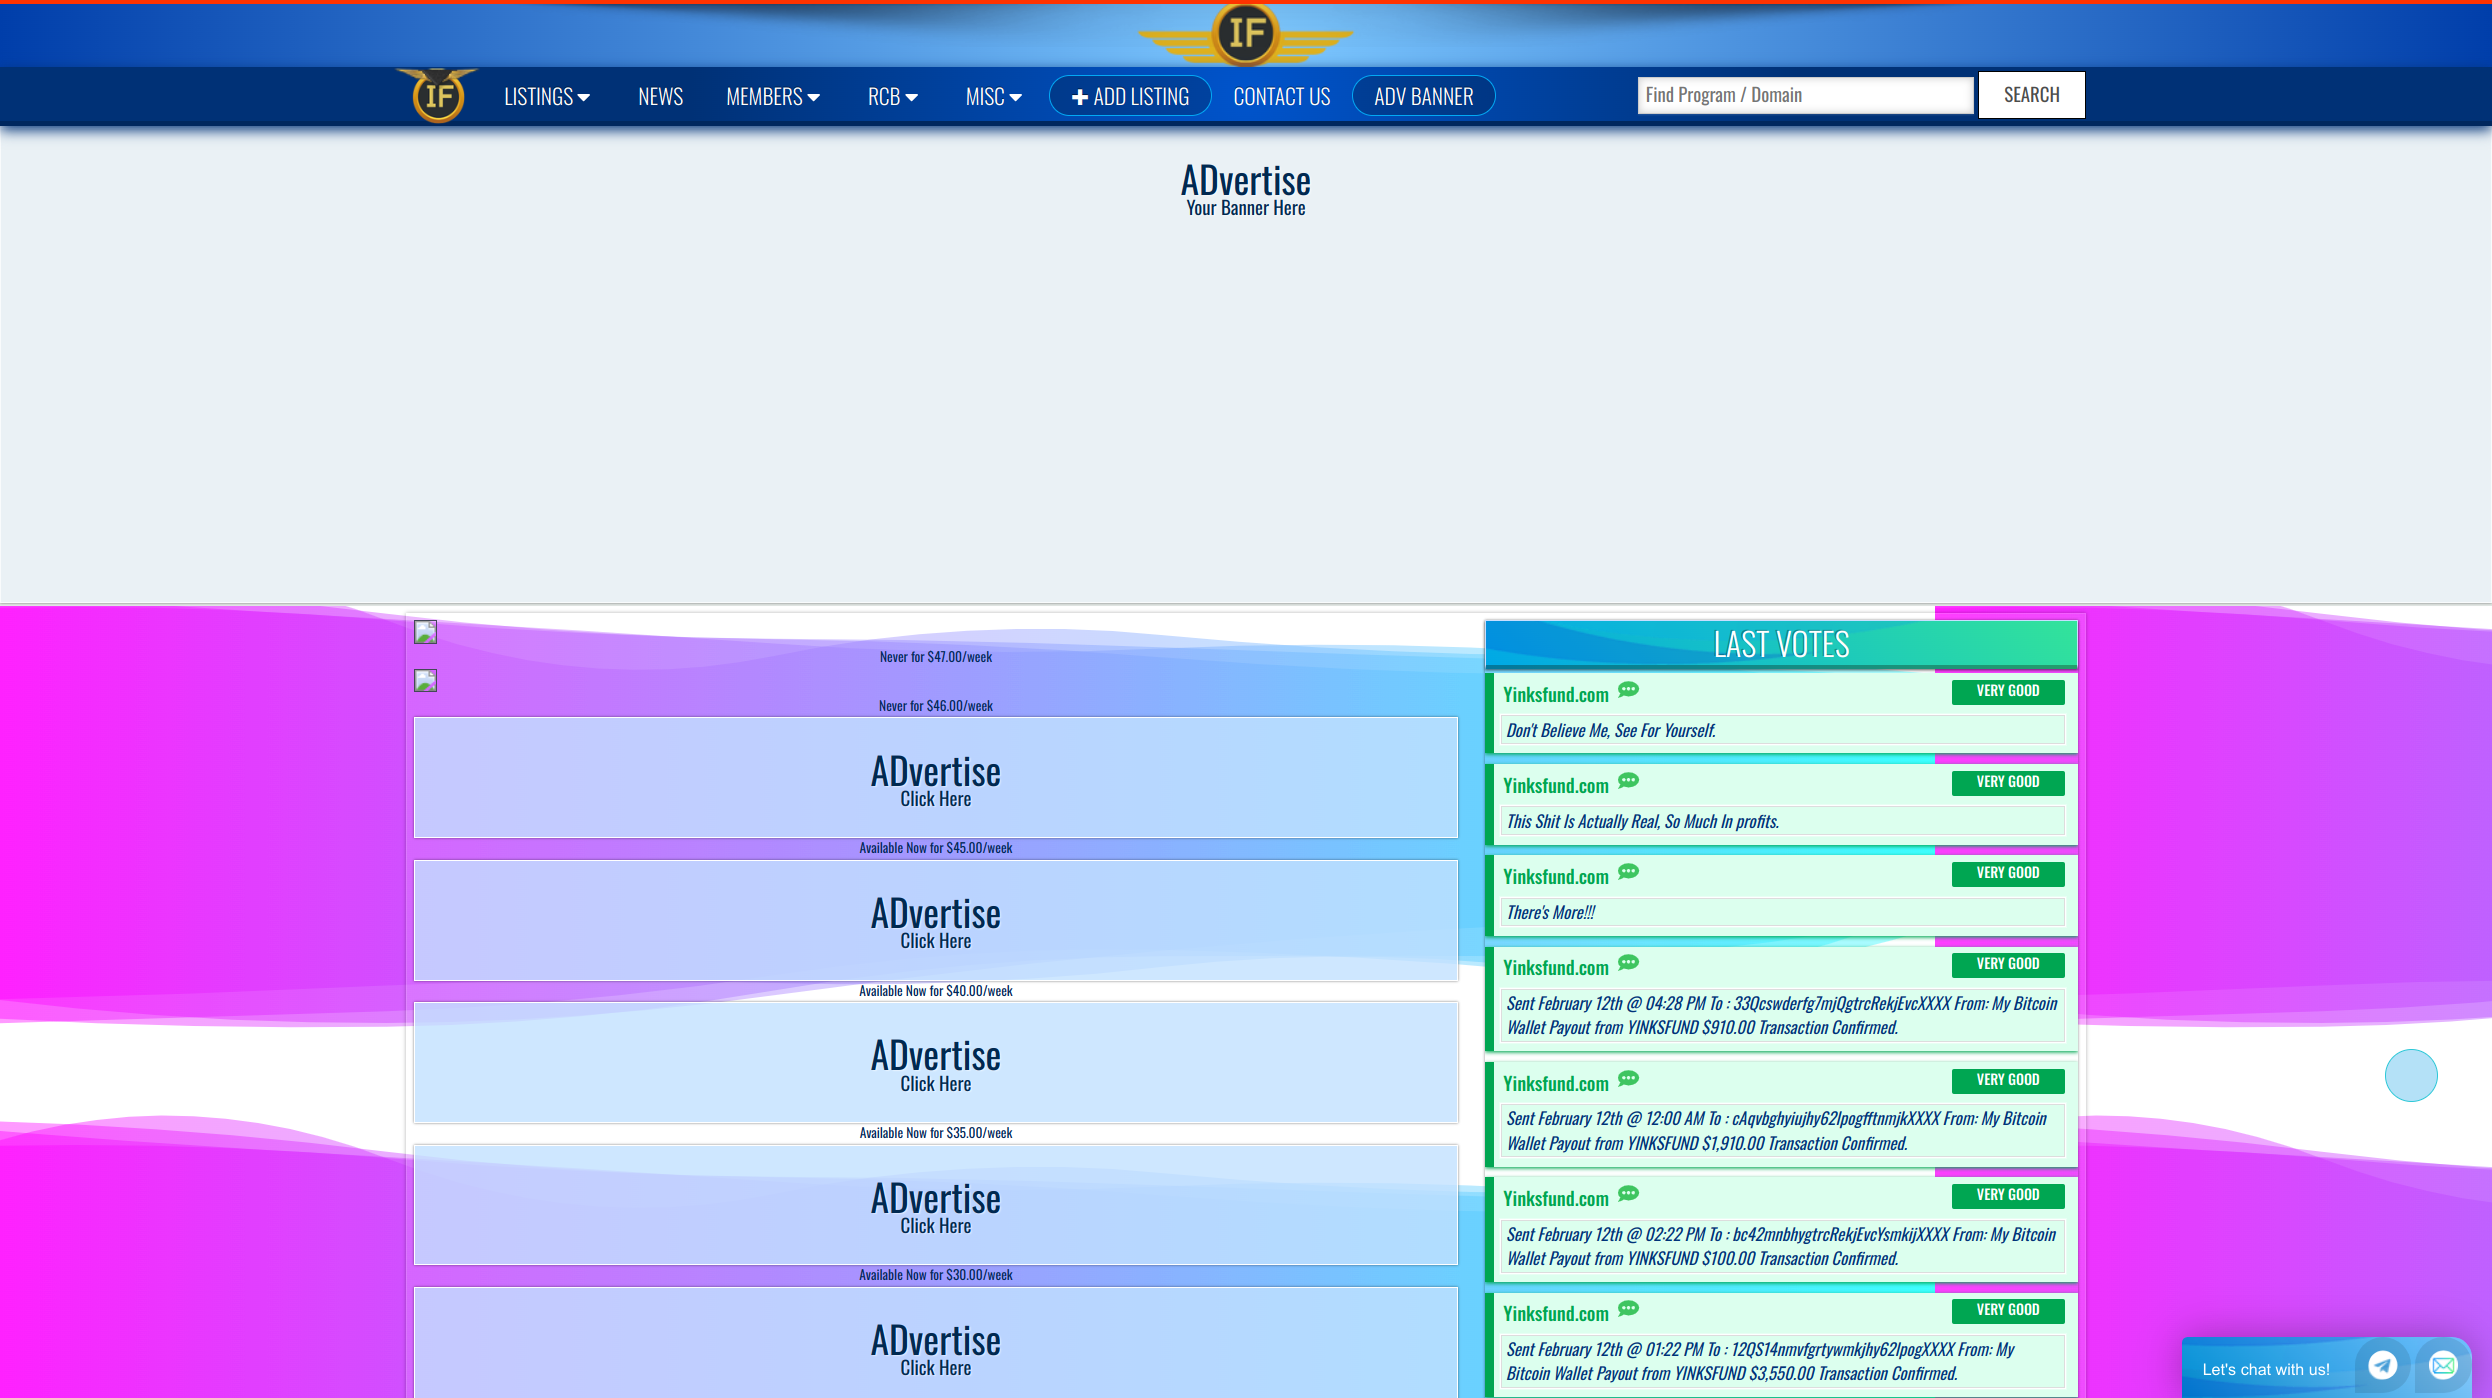 IF
IF
LISTINGS
NEWS
MEMBERS
RCB
MISC
ADD LISTING
CONTACT US
ADV BANNER
Find Program / Domain
SEARCH
ADvertise
Your Banner Here
Never for $47.00/week
Never for $46.00/week
ADvertise
Click Here
Available Now for $45.00/week
ADvertise
Click Here
Available Now for $40.00/week
ADvertise
Click Here
Available Now for $35.00/week
ADvertise
Click Here
Available Now for $30.00/week
ADvertise
Click Here
LAST VOTES
Yinksfund.com
VERY GOOD
Don't Believe Me, See For Yourself.
Yinksfund.com
VERY GOOD
This Shit Is Actually Real, So Much In profits.
Yinksfund.com
VERY GOOD
There's More!!!
Yinksfund.com
VERY GOOD
Sent February 12th @ 04:28 PM To : 33Qcswderfg7mjQgtrcRekjEvcXXXX From: My Bitcoin
Wallet Payout from YINKSFUND $910.00 Transaction Confirmed.
Yinksfund.com
VERY GOOD
Sent February 12th @ 12:00 AM To : cAqvbghyiujhy62lpogfftnmjkXXXX From: My Bitcoin
Wallet Payout from YINKSFUND $1,910.00 Transaction Confirmed.
Yinksfund.com
VERY GOOD
Sent February 12th @ 02:22 PM To : bc42mnbhygtrcRekjEvcYsmkijXXXX From: My Bitcoin
Wallet Payout from YINKSFUND $100.00 Transaction Confirmed.
Yinksfund.com
VERY GOOD
Sent February 12th @ 01:22 PM To : 12QS14nmvfgrtywmkjhy62lpogXXXX From: My
Bitcoin Wallet Payout from YINKSFUND $3,550.00 Transaction Confirmed.
Let's chat with us!